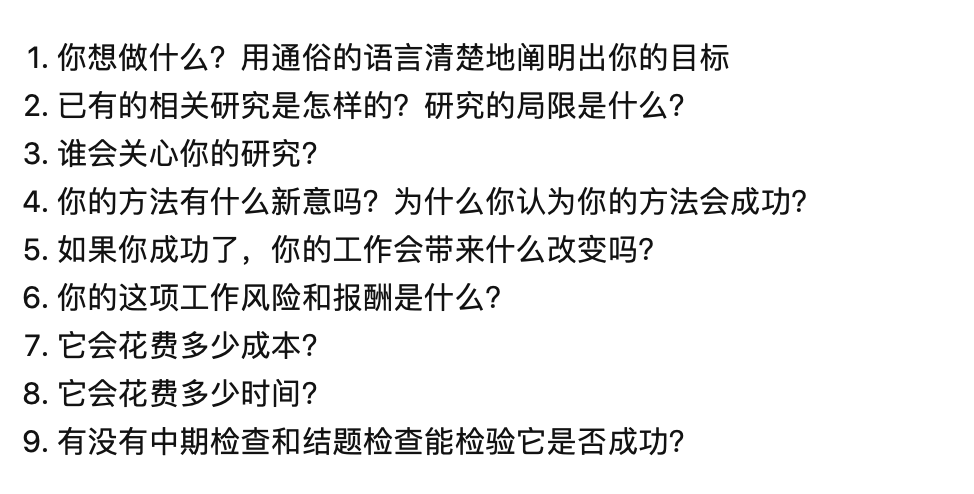 1. 你想做什么？用通俗的语言清楚地阐明出你的目标
2. 已有的相关研究是怎样的？研究的局限是什么？
3. 谁会关心你的研究？
4. 你的方法有什么新意吗？为什么你认为你的方法会成功？
5. 如果你成功了，你的工作会带来什么改变吗？
6. 你的这项工作风险和报酬是什么？
7. 它会花费多少成本？
8. 它会花费多少时间？
9. 有没有中期检查和结题检查能检验它是否成功？